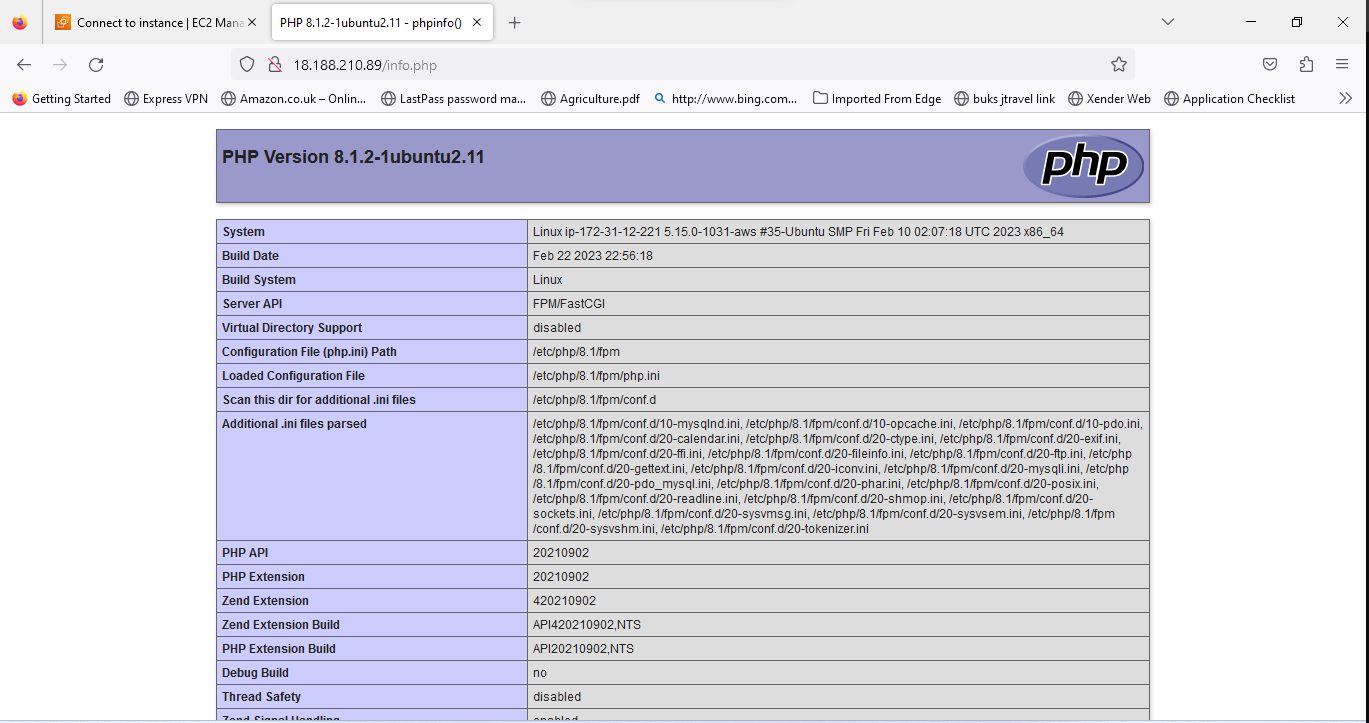 Connect to instance | EC2 Mana
PHP 8.1.2-1ubuntu2.11 - phpinfo()
18.188.210.89/info.php
Getting Started
Express VPN
Amazon.co.uk – Onlin...
LastPass password ma...
Agriculture.pdf
http://www.bing.com...
Imported From Edge
buks jtravel link
Xender Web
Application Checklist
PHP Version 8.1.2-1ubuntu2.11
php
System Linux ip-172-31-12-221 5.15.0-1031-aws #35-Ubuntu SMP Fri Feb 10 02:07:18 UTC 2023 x86_64
Build Date Feb 22 2023 22:56:18
Build System Linux
Server API FPM/FastCGI
Virtual Directory Support disabled
Configuration File (php.ini) Path /etc/php/8.1/fpm
Loaded Configuration File /etc/php/8.1/fpm/php.ini
Scan this dir for additional .ini files /etc/php/8.1/fpm/conf.d
Additional .ini files parsed /etc/php/8.1/fpm/conf.d/10-mysqlnd.ini, /etc/php/8.1/fpm/conf.d/10-opcache.ini, /etc/php/8.1/fpm/conf.d/10-pdo.ini,
/etc/php/8.1/fpm/conf.d/20-calendar.ini, /etc/php/8.1/fpm/conf.d/20-ctype.ini, /etc/php/8.1/fpm/conf.d/20-exif.ini,
/etc/php/8.1/fpm/conf.d/20-ffi.ini, /etc/php/8.1/fpm/conf.d/20-fileinfo.ini, /etc/php/8.1/fpm/conf.d/20-ftp.ini, /etc/php
/8.1/fpm/conf.d/20-gettext.ini, /etc/php/8.1/fpm/conf.d/20-iconv.ini, /etc/php/8.1/fpm/conf.d/20-mysqli.ini, /etc/php
/8.1/fpm/conf.d/20-pdo_mysql.ini, /etc/php/8.1/fpm/conf.d/20-phar.ini, /etc/php/8.1/fpm/conf.d/20-posix.ini,
/etc/php/8.1/fpm/conf.d/20-readline.ini, /etc/php/8.1/fpm/conf.d/20-shmop.ini, /etc/php/8.1/fpm/conf.d/20-
sockets.ini, /etc/php/8.1/fpm/conf.d/20-sysvmsg.ini, /etc/php/8.1/fpm/conf.d/20-sysvsem.ini, /etc/php/8.1/fpm
/conf.d/20-sysvshm.ini, /etc/php/8.1/fpm/conf.d/20-tokenizer.ini
PHP API 20210902
PHP Extension 20210902
Zend Extension 420210902
Zend Extension Build API420210902,NTS
PHP Extension Build API20210902,NTS
Debug Build no
Thread Safety disabled
Zend Signal Handling enabled